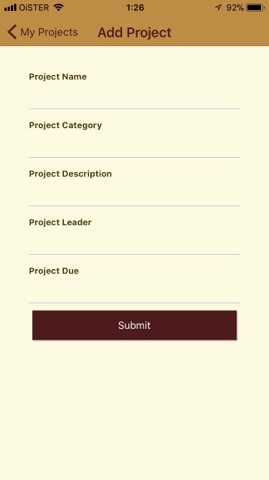 OiSTER 1:26 92%
My Projects Add Project
Project Name
Project Category
Project Description
Project Leader
Project Due
Submit